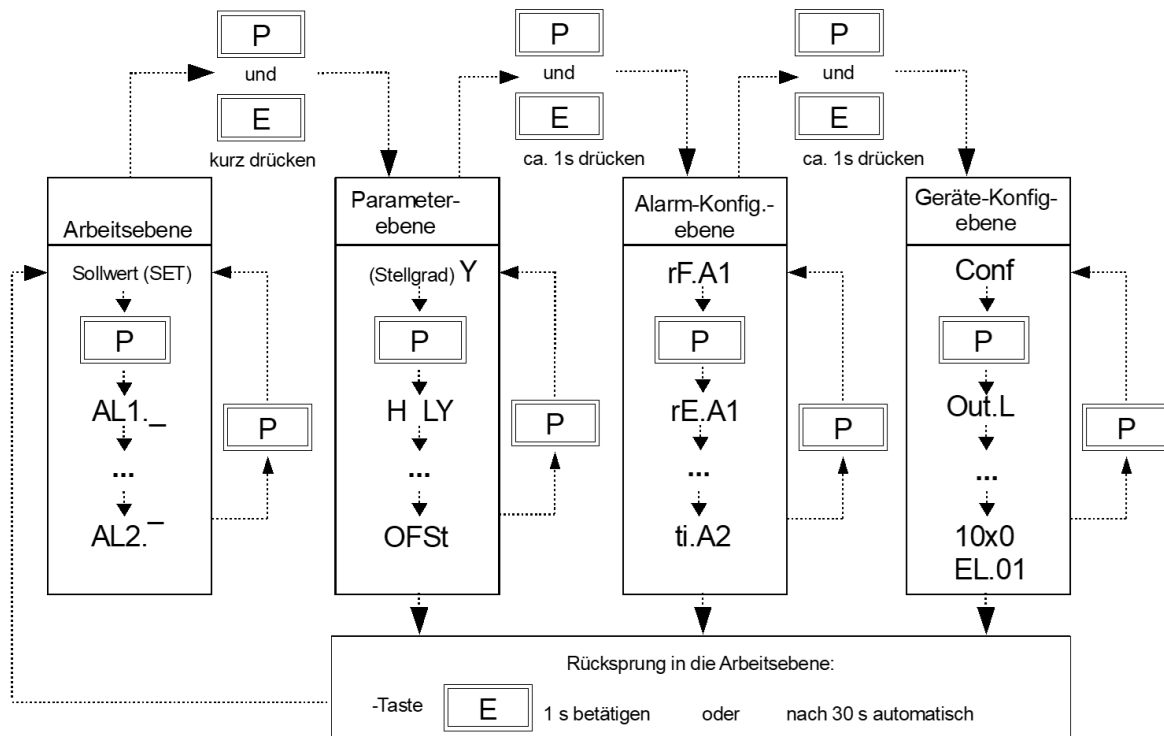 P
und
E
kurz drücken
P
und
E
ca. 1s drücken
P
und
E
ca. 1s drücken
Arbeitsebene
Sollwert (SET)
P
AL1._
...
AL2.¯
P
Parameter-
ebene
(Stellgrad) Y
P
H LY
...
OFSt
P
Alarm-Konfig.-
ebene
rF.A1
P
rE.A1
...
ti.A2
P
Geräte-Konfig-
ebene
Conf
P
Out.L
...
10x0
EL.01
P
Rücksprung in die Arbeitsebene:
-Taste E 1 s betätigen oder nach 30 s automatisch